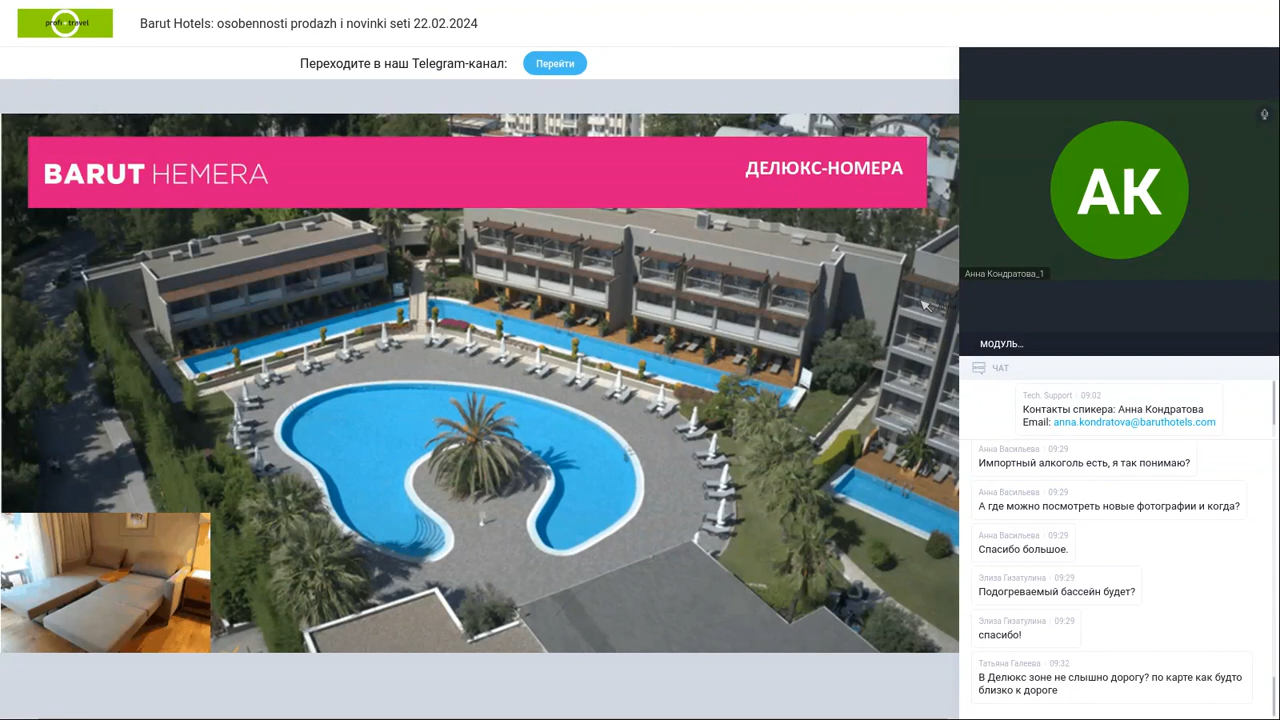 profi travel
Barut Hotels: osobennosti prodazh i novinki seti 22.02.2024
Переходите в наш Telegram-канал:
Перейти
BARUT HEMERA
ДЕЛЮКС-НОМЕРА
АК
Анна Кондратова_1
МОДУЛЬ...
ЧАТ
Tech. Support 09:02
Контакты спикера: Анна Кондратова
Email: anna.kondratova@baruthotels.com
Анна Васильева 09:29
Импортный алкоголь есть, я так понимаю?
Анна Васильева 09:29
А где можно посмотреть новые фотографии и когда?
Анна Васильева 09:29
Спасибо большое.
Элиза Гизатулина 09:29
Подогреваемый бассейн будет?
Элиза Гизатулина 09:29
спасибо!
Татьяна Галеева 09:32
В Делюкс зоне не слышно дорогу? по карте как будто
близко к дороге